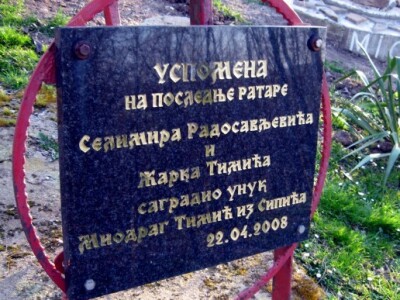 УСПОМЕНА
НА ПОСЛЕДЊЕ РАТАРЕ
Селимира Радосављевића
и
Жарка Тимића
саградио унук
Миодраг Тимић из Сипића
22.04.2008